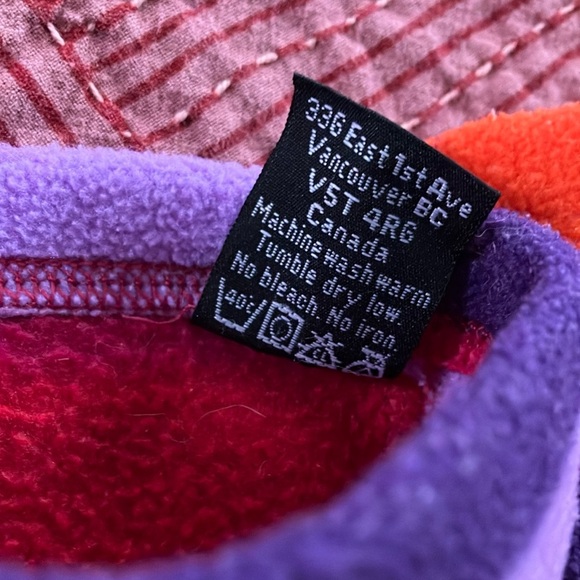 336 East 1st Ave
Vancouver BC
V5T 4R6
Canada
Machine wash warm
Tumble dry low.
No bleach. No iron.
40c